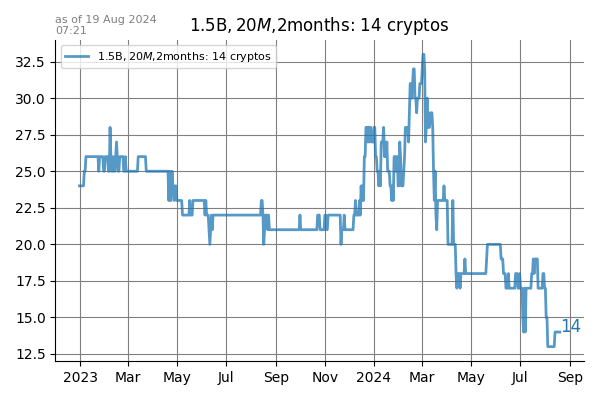 as of 19 Aug 2024
07:21
1.5B, 20M,2months: 14 cryptos
1.5B, 20M,2months: 14 cryptos
32.5
30.0
27.5
25.0
22.5
20.0
17.5
15.0
12.5
14
2023 Mar May Jul Sep Nov 2024 Mar May Jul Sep